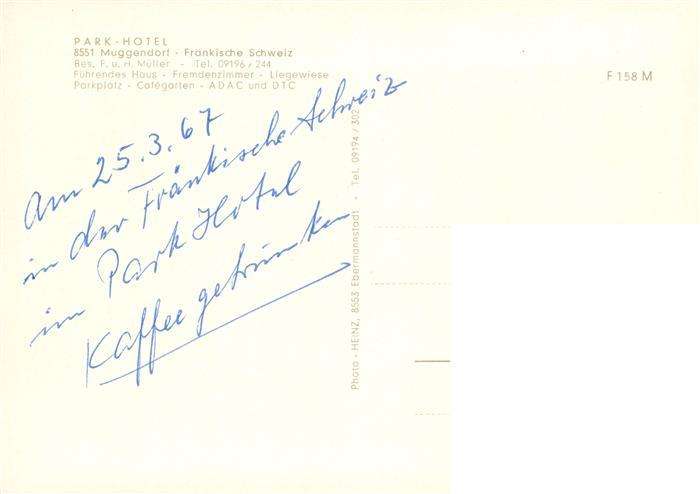 PARK-HOTEL
8551 Muggendorf - Fränkische Schweiz
Bes. F. u. H. Müller - Tel. 09196/244
Führendes Haus - Fremdenzimmer - Liegewiese
Parkplatz - Cafégarten - ADAC und DTC
F 158 M
Am 25.3.67
in der Fränkische Schweiz
im Park Hotel
Kaffee getrunken
Photo - HEINZ, 8553 Ebermannstadt - Tel. 09194/302